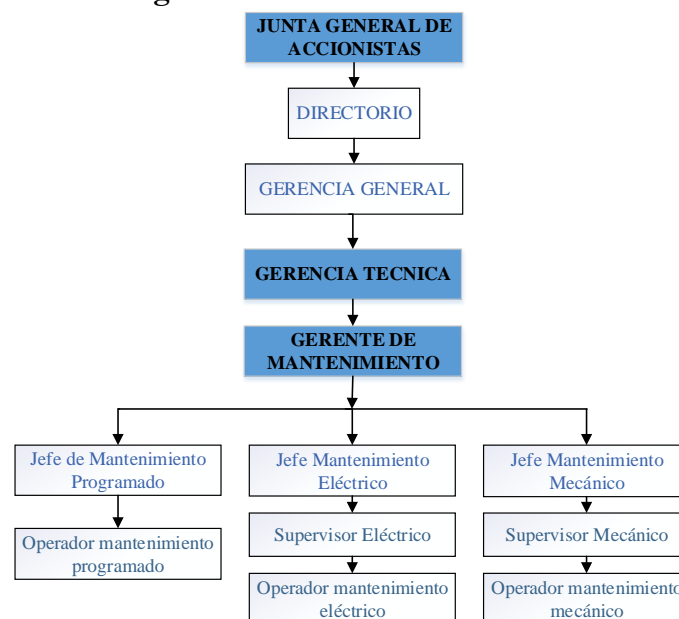 JUNTA GENERAL DE
ACCIONISTAS
DIRECTORIO
GERENCIA GENERAL
GERENCIA TECNICA
GERENTE DE
MANTENIMIENTO
Jefe de Mantenimiento
Programado
Jefe Mantenimiento
Eléctrico
Jefe Mantenimiento
Mecánico
Operador mantenimiento
programado
Supervisor Eléctrico
Supervisor Mecánico
Operador mantenimiento
eléctrico
Operador mantenimiento
mecánico